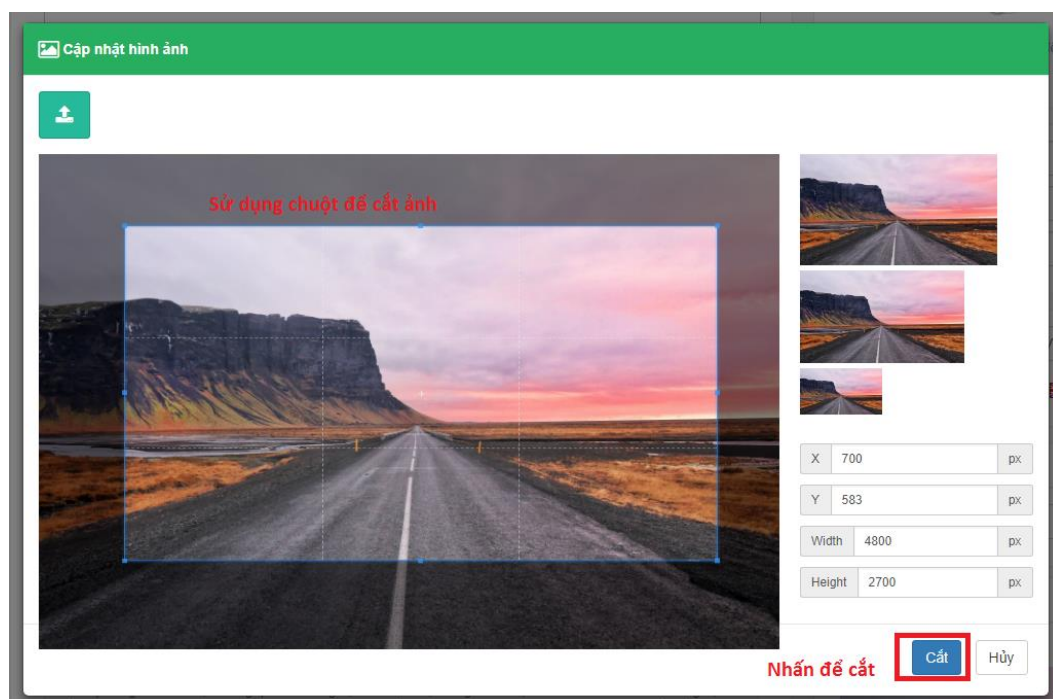 Cập nhật hình ảnh
Sử dụng chuột để cắt ảnh
X 700 px
Y 583 px
Width 4800 px
Height 2700 px
Nhấn để cắt
Cắt
Hủy